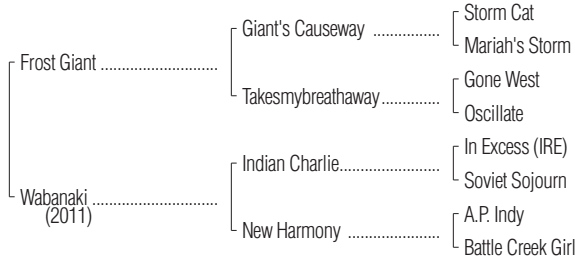 Storm Cat
Giant's Causeway ................
Mariah's Storm
Frost Giant ............................
Gone West
Takesmybreathaway..............
Oscillate
In Excess (IRE)
Indian Charlie........................
Soviet Sojourn
Wabanaki ..............................
(2011)
A.P. Indy
New Harmony ......................
Battle Creek Girl